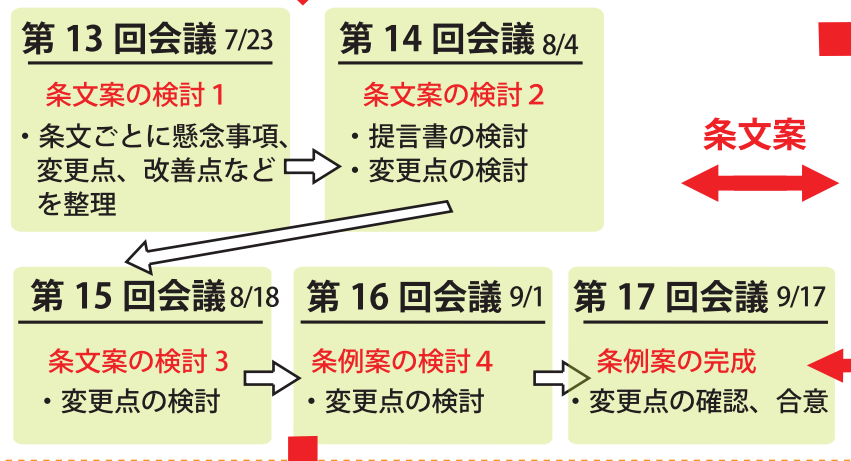 第 13 回会議 7/23
条文案の検討 1
・条文ごとに懸念事項、
変更点、改善点など
を整理
第 14 回会議 8/4
条文案の検討 2
・提言書の検討
・変更点の検討
条文案
第 15 回会議 8/18
条文案の検討 3
・変更点の検討
第 16 回会議 9/1
条例案の検討 4
・変更点の検討
第 17 回会議 9/17
条例案の完成
・変更点の確認、合意